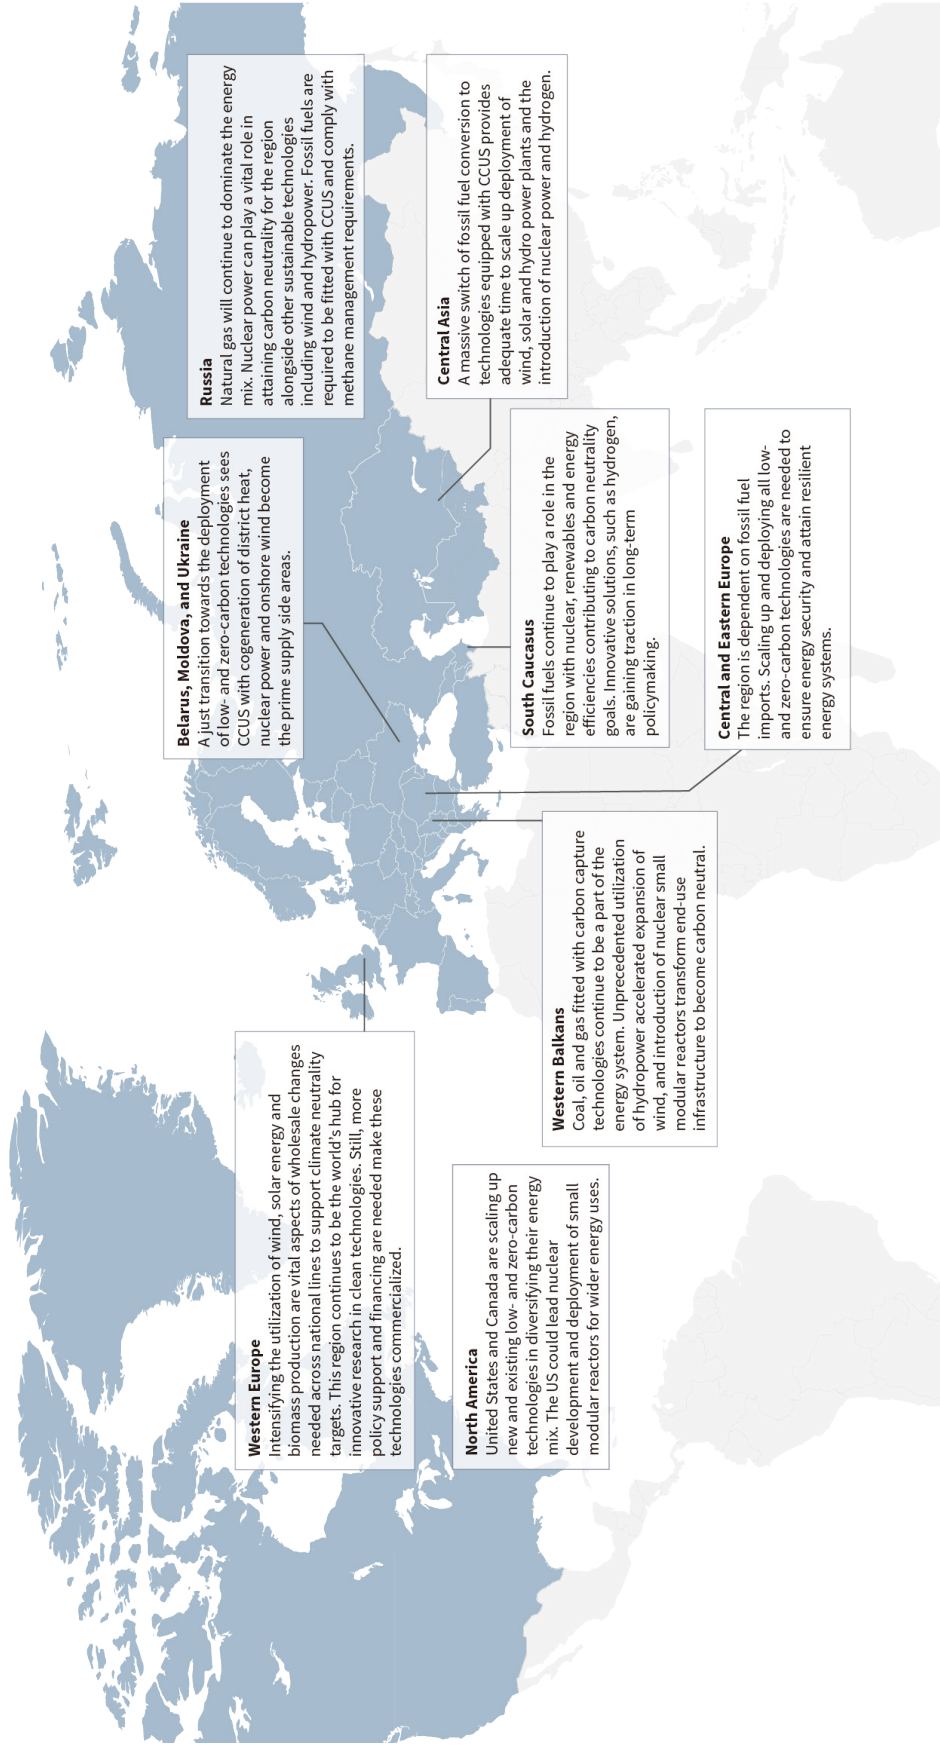 Western Europe
Intensifying the utilization of wind, solar energy and
biomass production are vital aspects of wholesale changes
needed across national lines to support climate neutrality
targets. This region continues to be the world's hub for
innovative research in clean technologies. Still, more
policy support and financing are needed make these
technologies commercialized.
North America
United States and Canada are scaling up
new and existing low- and zero-carbon
technologies in diversifying their energy
mix. The US could lead nuclear
development and deployment of small
modular reactors for wider energy uses.
Western Balkans
Coal, oil and gas fitted with carbon capture
technologies continue to be a part of the
energy system. Unprecedented utilization
of hydropower accelerated expansion of
wind, and introduction of nuclear small
modular reactors transform end-use
infrastructure to become carbon neutral.
Belarus, Moldova, and Ukraine
A just transition towards the deployment
of low- and zero-carbon technologies sees
CCUS with cogeneration of district heat,
nuclear power and onshore wind become
the prime supply side areas.
South Caucasus
Fossil fuels continue to play a role in the
region with nuclear, renewables and energy
efficiencies contributing to carbon neutrality
goals. Innovative solutions, such as hydrogen,
are gaining traction in long-term
policymaking.
Central and Eastern Europe
The region is dependent on fossil fuel
imports. Scaling up and deploying all low-
and zero-carbon technologies are needed to
ensure energy security and attain resilient
energy systems.
Russia
Natural gas will continue to dominate the energy
mix. Nuclear power can play a vital role in
attaining carbon neutrality for the region
alongside other sustainable technologies
including wind and hydropower. Fossil fuels are
required to be fitted with CCUS and comply with
methane management requirements.
Central Asia
A massive switch of fossil fuel conversion to
technologies equipped with CCUS provides
adequate time to scale up deployment of
wind, solar and hydro power plants and the
introduction of nuclear power and hydrogen.